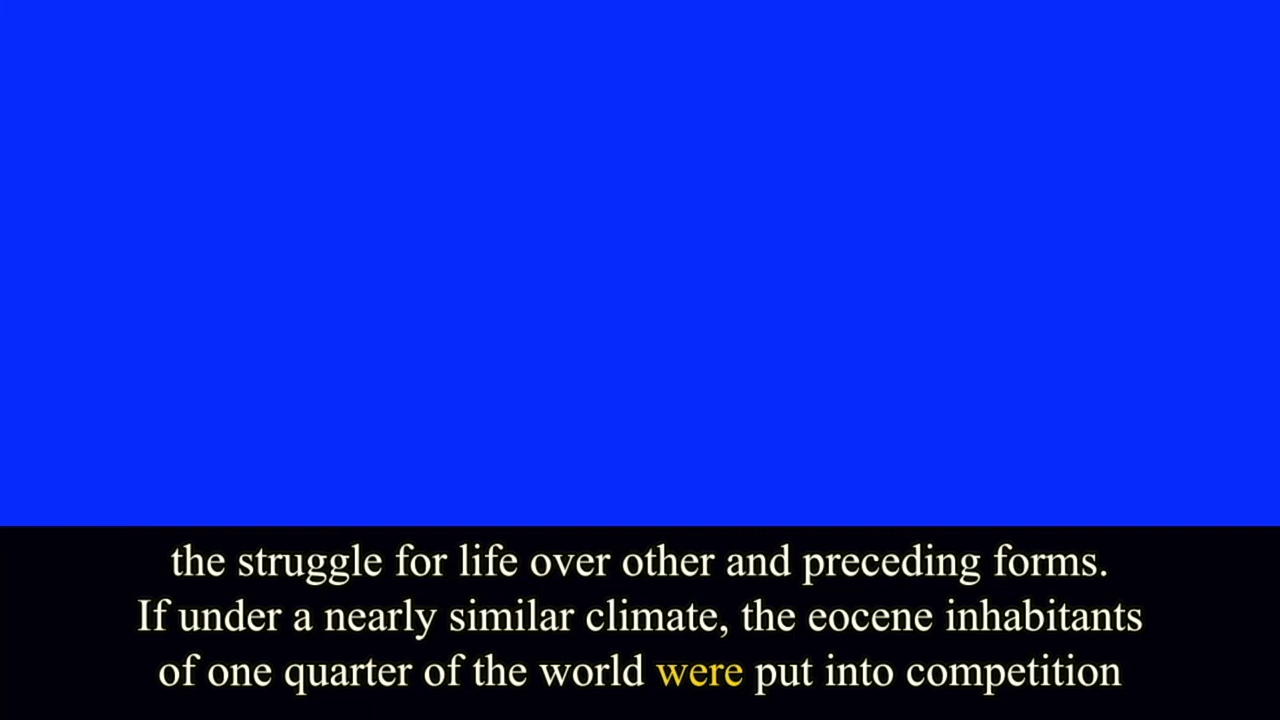 the struggle for life over other and preceding forms.
If under a nearly similar climate, the eocene inhabitants
of one quarter of the world were put into competition